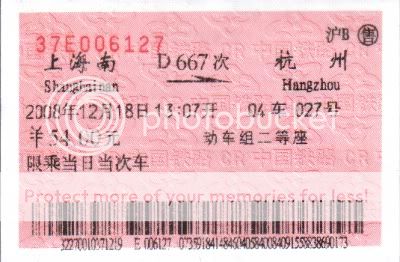 37E006127 沪B 售
上海南 D667次 杭州
Shanghainan Hangzhou
2008年12月18日13:07开 04车 027号
photobucket
¥54.00元 动车组二等座
限乘当日当次车
Protect more of your memories for less!